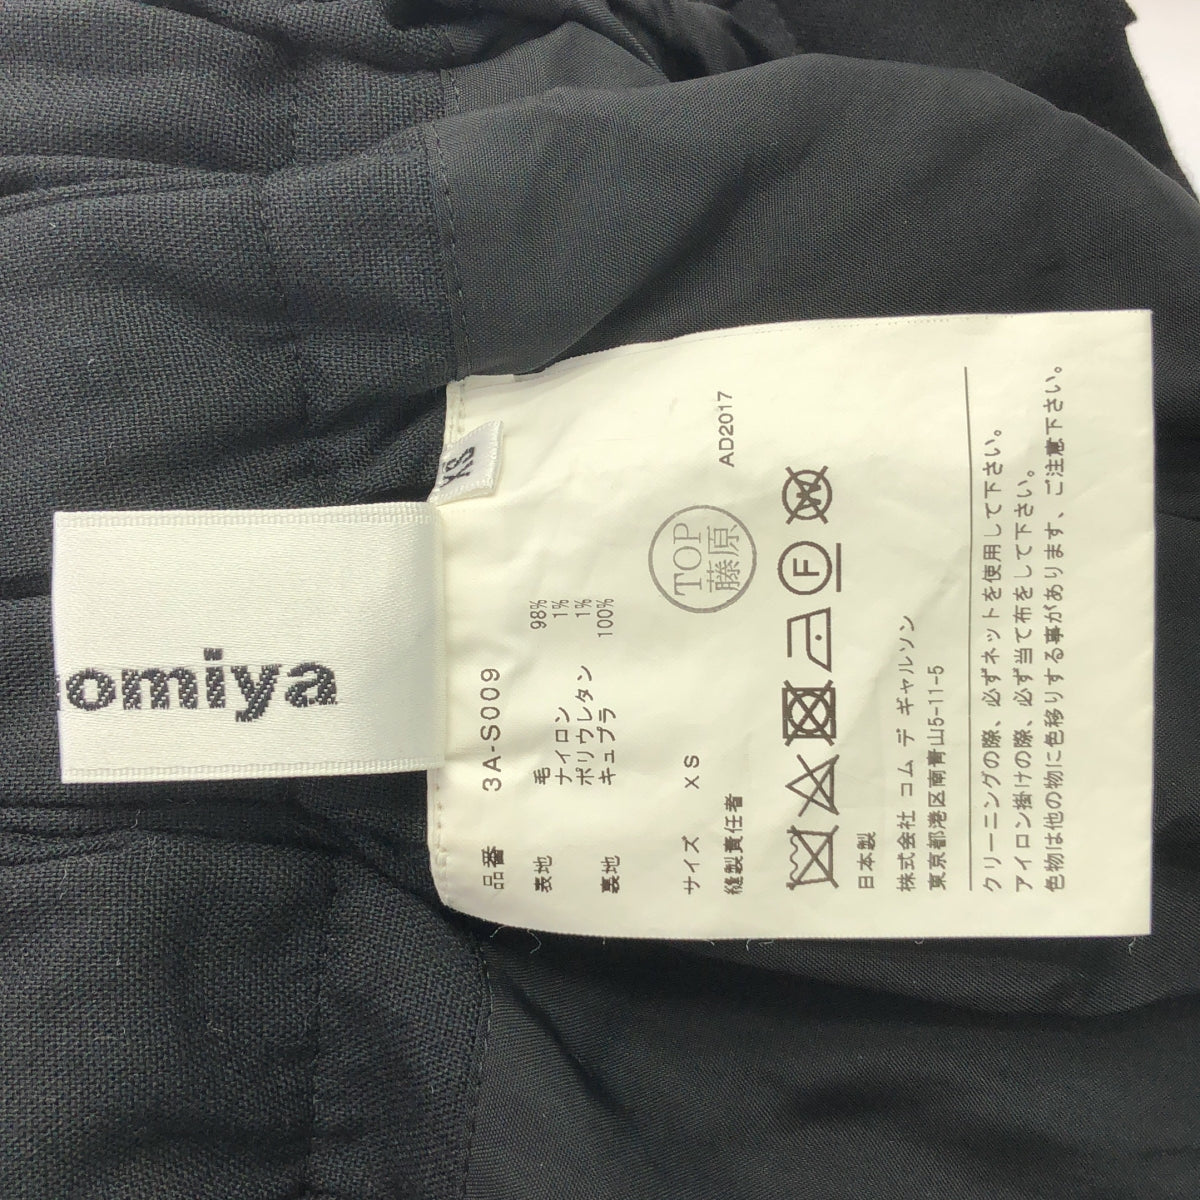 omiya
XS
品番 3A-S009
表地 毛 98%
ナイロン 1%
ポリウレタン 1%
裏地 キュプラ 100%
サイズ XS
縫製責任者 TOP 藤原 AD2017
F W
日本製
株式会社 コム デ ギャルソン
東京都港区南青山5-11-5
クリーニングの際、必ずネットを使用して下さい。
アイロン掛けの際、必ず当て布をして下さい。
色物は他の物に色移りする事があります、ご注意下さい。